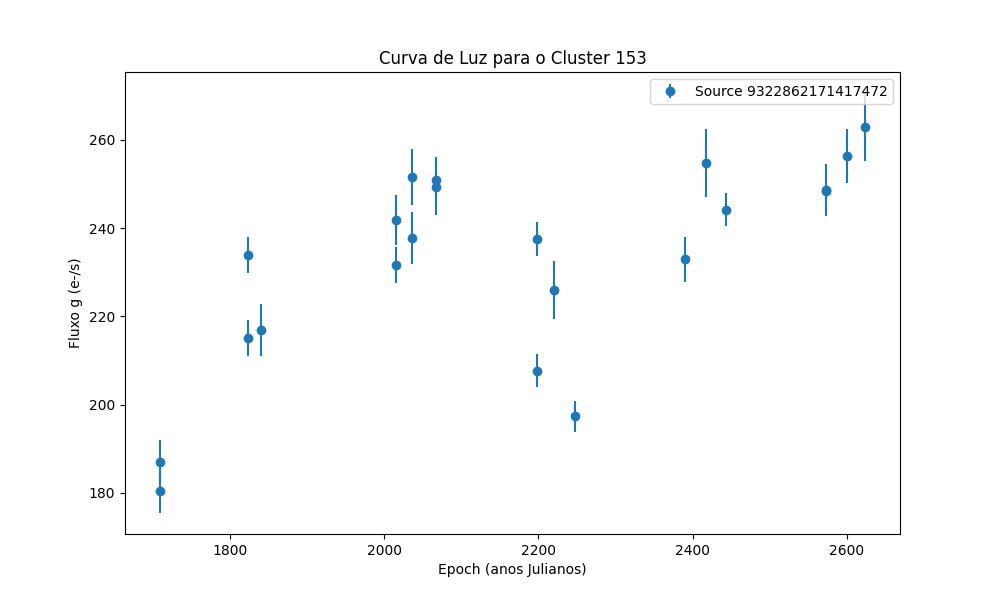 Curva de Luz para o Cluster 153
Source 9322862171417472
Fluxo g (e-/s)
260
240
220
200
180
1800
2000
2200
2400
2600
Epoch (anos Julianos)